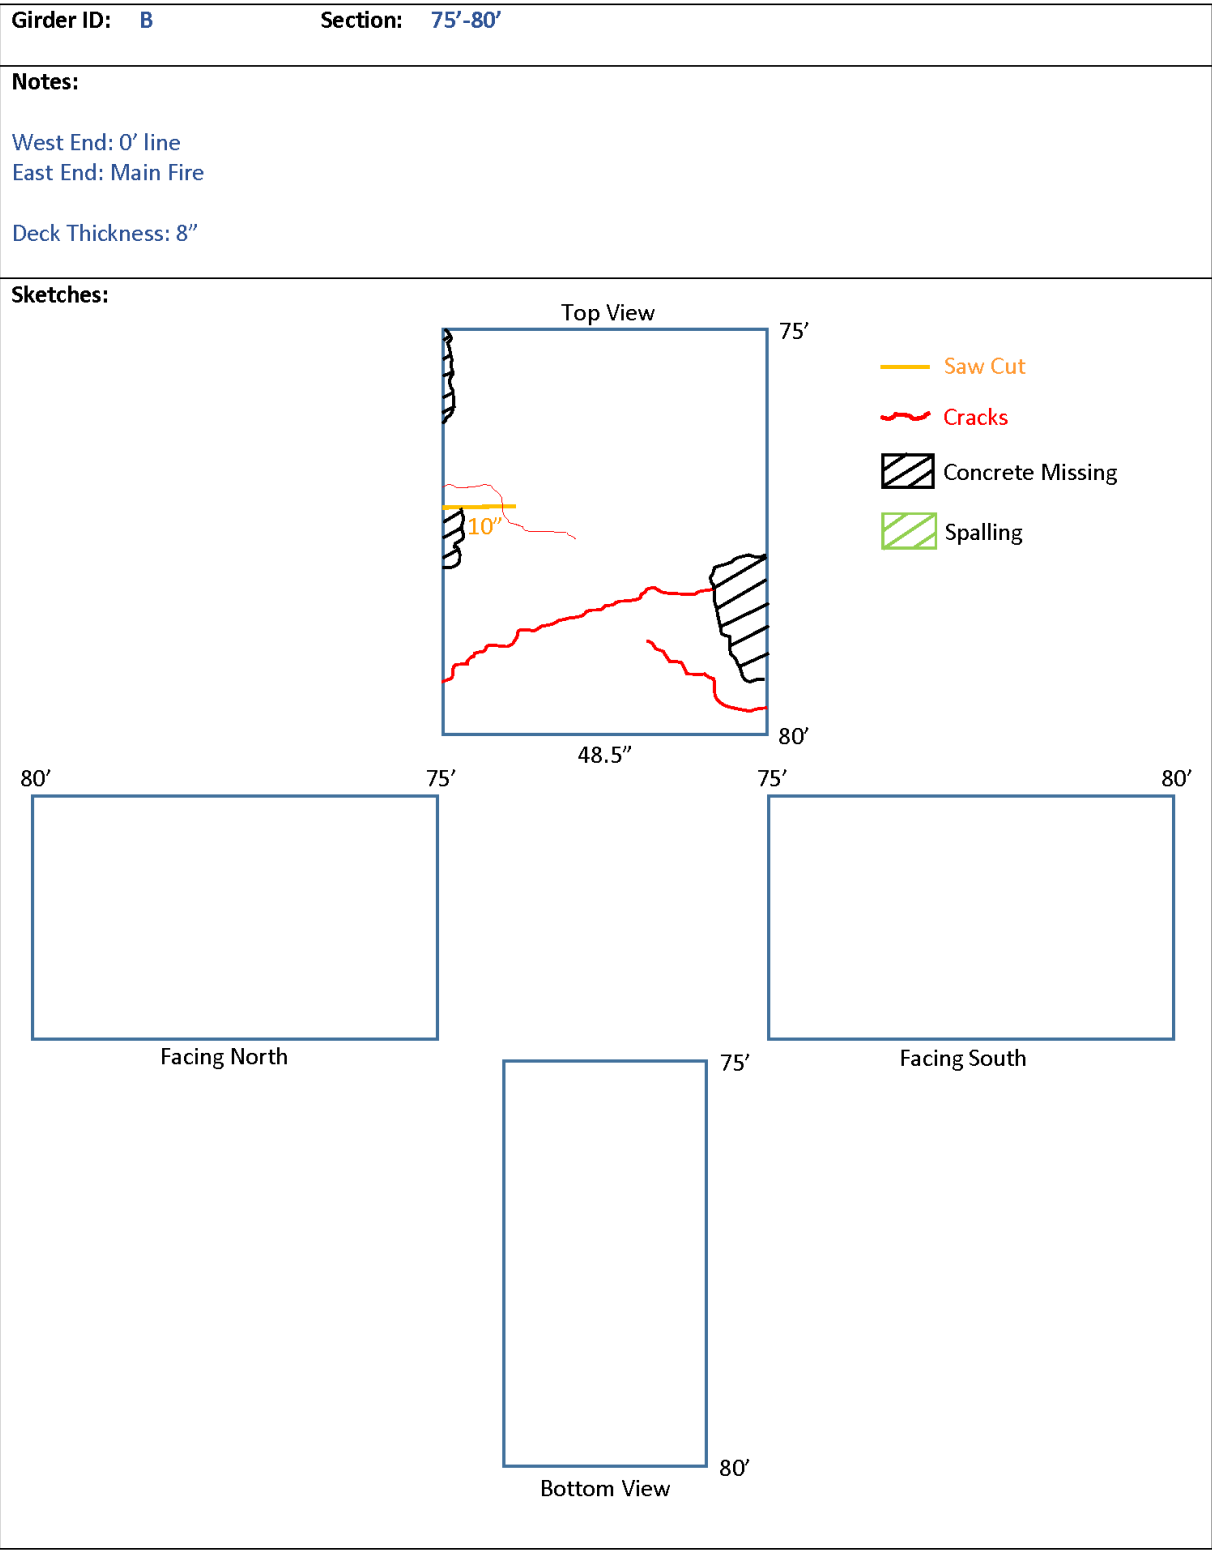 Girder ID: B Section: 75’-80’
Notes:
West End: 0’ line
East End: Main Fire
Deck Thickness: 8”
Sketches:
Top View
75’
Saw Cut
Cracks
Concrete Missing
10”
Spalling
80’
48.5”
80’ 75’ 75’ 80’
Facing North Facing South
75’
80’
Bottom View